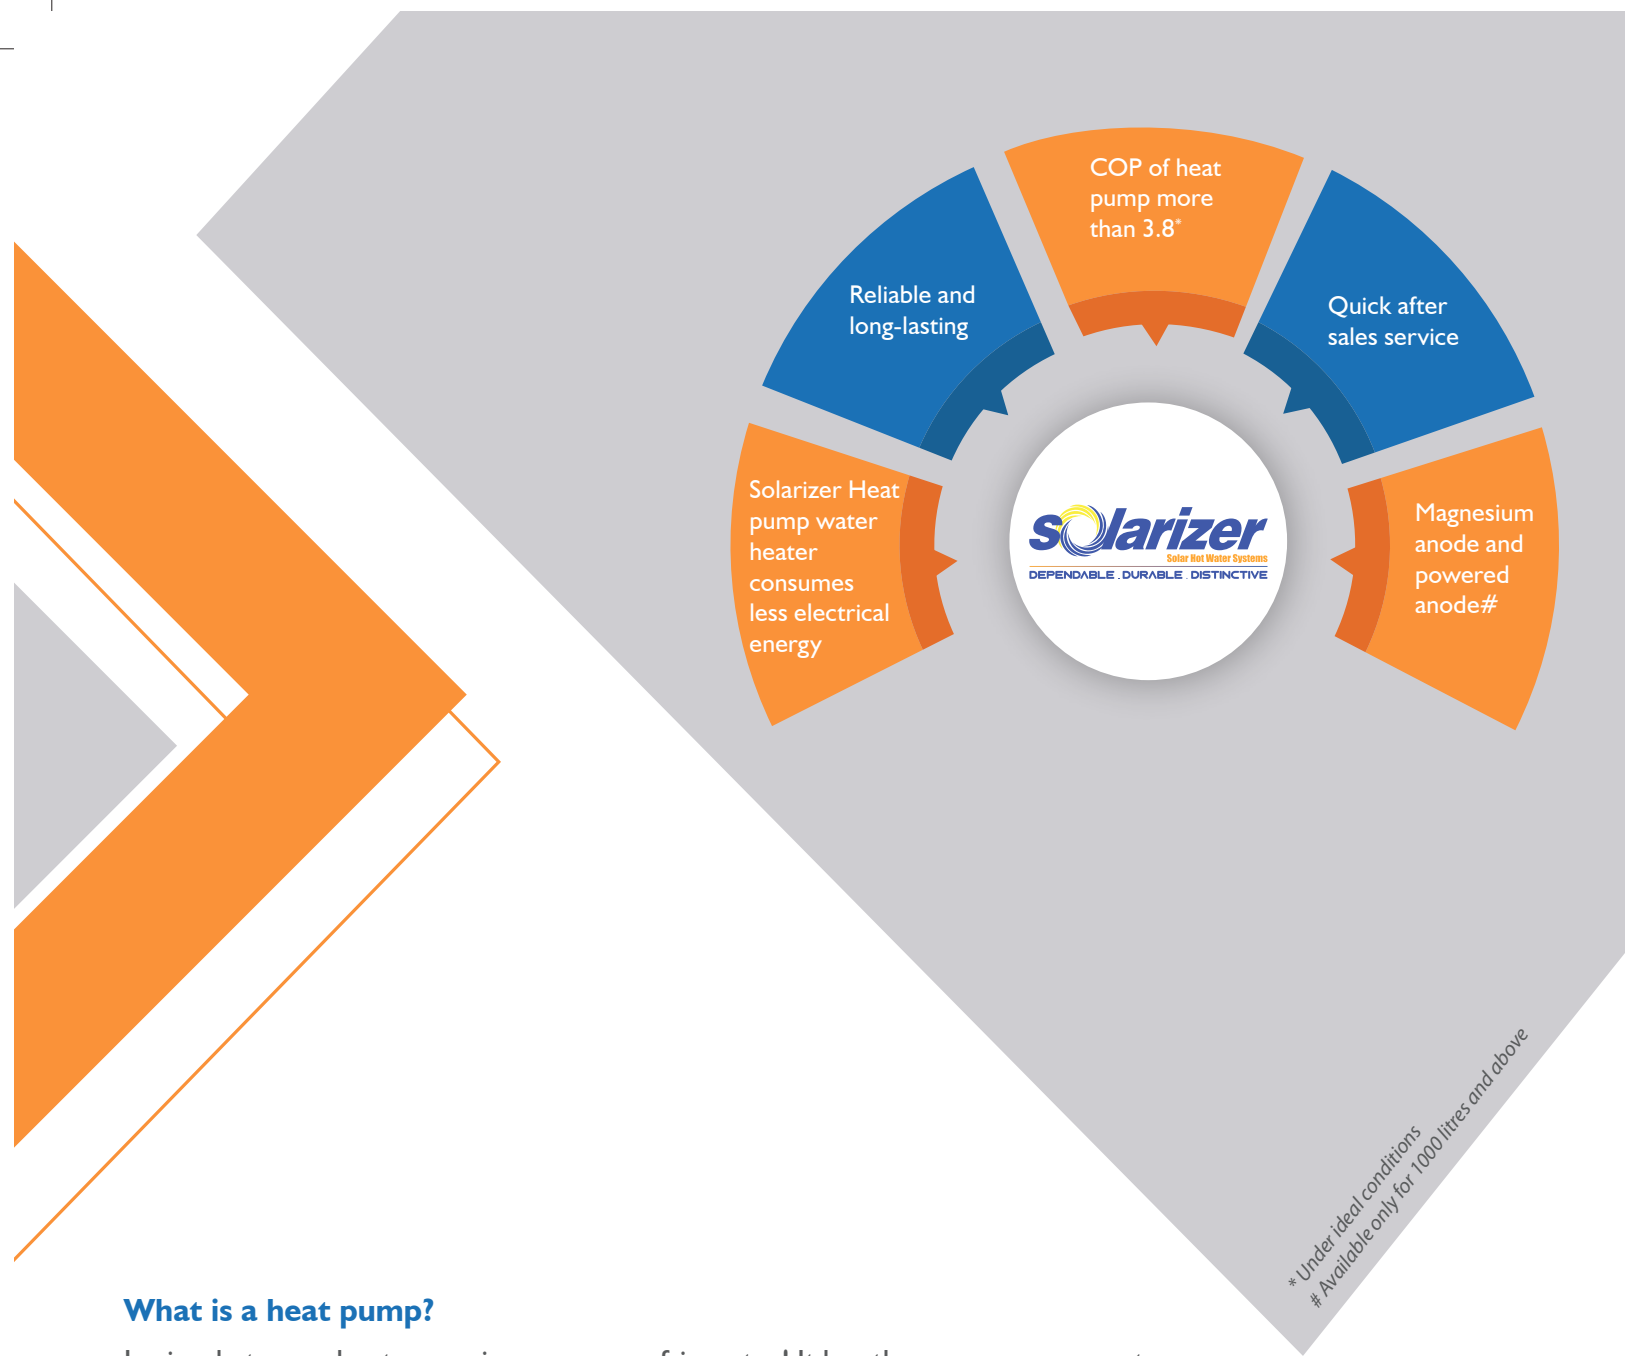 COP of heat
pump more
than 3.8*
Reliable and
long-lasting
Quick after
sales service
Solarizer Heat
pump water
heater
consumes
less electrical
energy
Magnesium
anode and
powered
anode#
solarizer
Solar Hot Water Systems
DEPENDABLE . DURABLE . DISTINCTIVE
* Under ideal conditions
# Available only for 1000 litres and above
What is a heat pump?